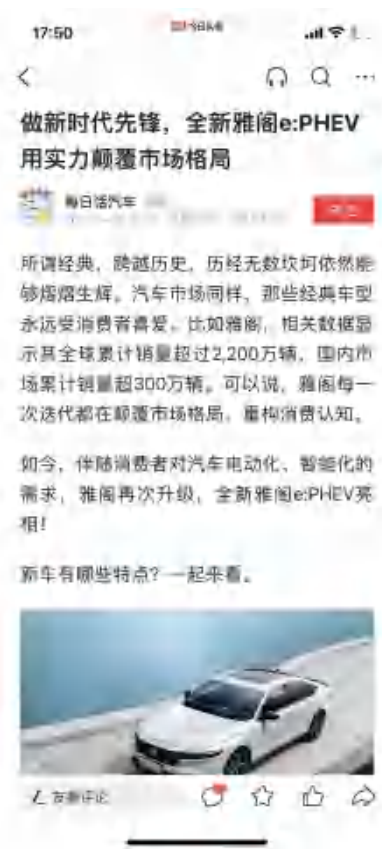 17:50
做新时代先锋，全新雅阁e:PHEV
用实力颠覆市场格局
每日话汽车
所谓经典，跨越历史，历经无数坎坷依然能
够熠熠生辉。汽车市场同样，那些经典车型
永远受消费者喜爱。比如雅阁，相关数据显
示其全球累计销量超过2,200万辆，国内市
场累计销量超300万辆。可以说，雅阁每一
次迭代都在颠覆市场格局，重构消费认知。
如今，伴随消费者对汽车电动化、智能化的
需求，雅阁再次升级，全新雅阁e:PHEV亮
相！
新车有哪些特点？一起来看。